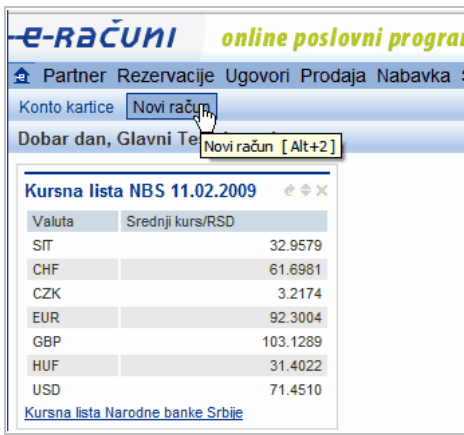 e-računi online poslovni
Partner Rezervacije Ugovori Prodaja Nabavka
Konto kartice Novi račun
Dobar dan, Glavni
Novi račun [Alt+2]
Kursna lista NBS 11.02.2009
Valuta Srednji kurs/RSD
SIT 32.9579
CHF 61.6981
CZK 3.2174
EUR 92.3004
GBP 103.1289
HUF 31.4022
USD 71.4510
Kursna lista Narodne banke Srbije